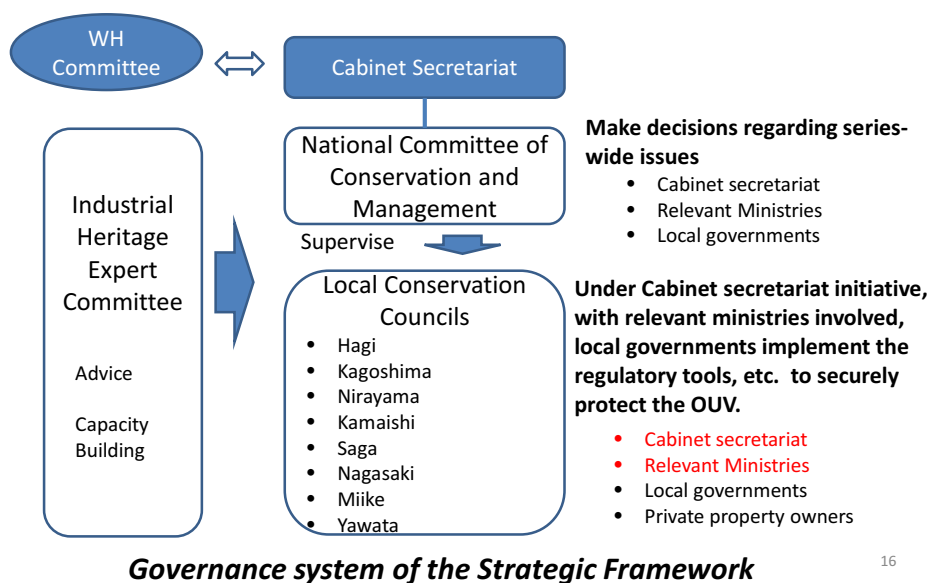 WH
Committee
Cabinet Secretariat
Industrial
Heritage
Expert
Committee
Advice
Capacity
Building
National Committee of
Conservation and
Management
Supervise
Local Conservation
Councils
• Hagi
• Kagoshima
• Nirayama
• Kamaishi
• Saga
• Nagasaki
• Miike
• Yawata
Make decisions regarding series-
wide issues
• Cabinet secretariat
• Relevant Ministries
• Local governments
Under Cabinet secretariat initiative,
with relevant ministries involved,
local governments implement the
regulatory tools, etc. to securely
protect the OUV.
• Cabinet secretariat
• Relevant Ministries
• Local governments
• Private property owners
Governance system of the Strategic Framework
16